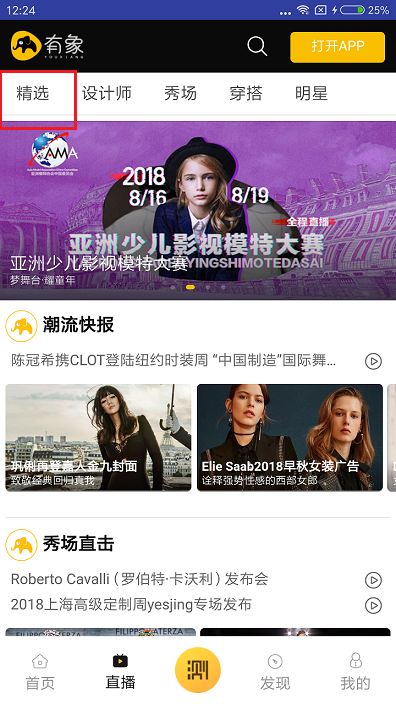 12:24
25%
有象
YOUXIANG
打开APP
精选 设计师 秀场 穿搭 明星
AMA
2018
8/16 8/19
全程直播
亚洲少儿影视模特大赛
亚洲少儿影视模特大赛
梦舞台·耀童年
潮流快报
陈冠希携CLOT登陆纽约时装周 “中国制造”国际舞...
巩俐再登嘉人金九封面
致敬经典回归真我
Elie Saab2018早秋女装广告
诠释强势性感的西部女郎
秀场直击
Roberto Cavalli（罗伯特·卡沃利）发布会
2018上海高级定制周yesjing专场发布
首页 直播 测 发现 我的